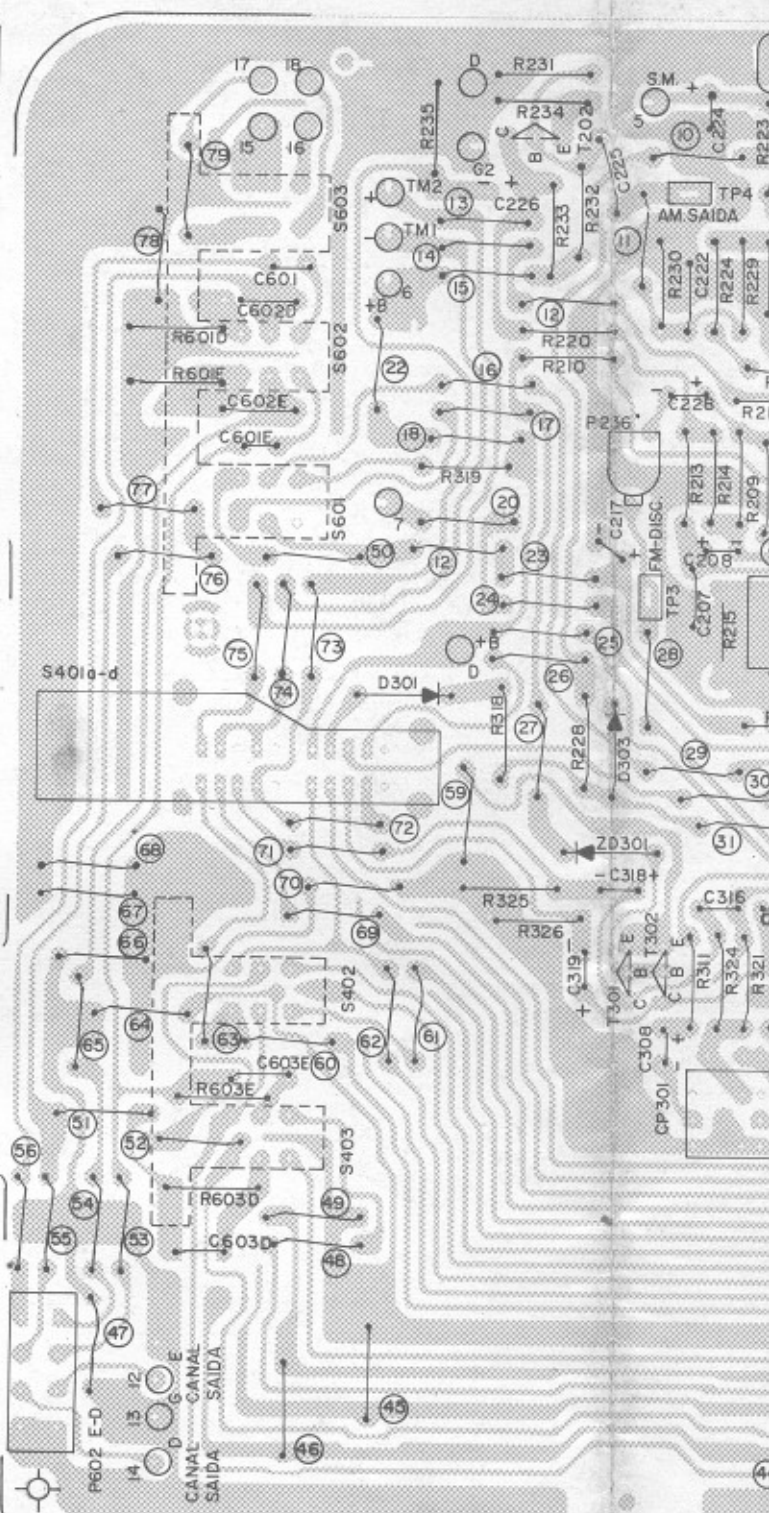 17
18
D
R231
S.M.
+
5
C224
R223
R235
R234
T202
C
B
E
15
16
79
G2
C225
10
TM2
+
-
+
13
C226
R233
R232
TP4
AM.SAIDA
S603
78
TM1
-
14
11
6
15
C601
R230
C222
R224
R229
C602D
+B
12
R601D
R220
S602
22
R210
R601E
16
-
+
C602E
C228
17
P236
C601E
18
R319
R213
R214
R209
77
S601
7
20
C217
FM-DISC.
-
+
50
12
23
+
-
C208
76
24
TP3
C207
R215
75
74
73
+B
D
25
28
26
S401a-d
D301
R318
27
R228
D303
29
30
59
72
31
68
71
ZD301
70
-C318+
67
R325
C316
69
R326
66
T302
E
B
C
C319
-
+
T301
E
B
C
R311
R324
R321
S402
64
65
63
60
62
61
C308
+
-
C603E
R603E
CP301
51
52
S403
56
54
R603D
49
55
53
C603D
48
47
P602 E-D
12
13
14
E
G
D
CANAL
SAIDA
CANAL
SAIDA
45
46